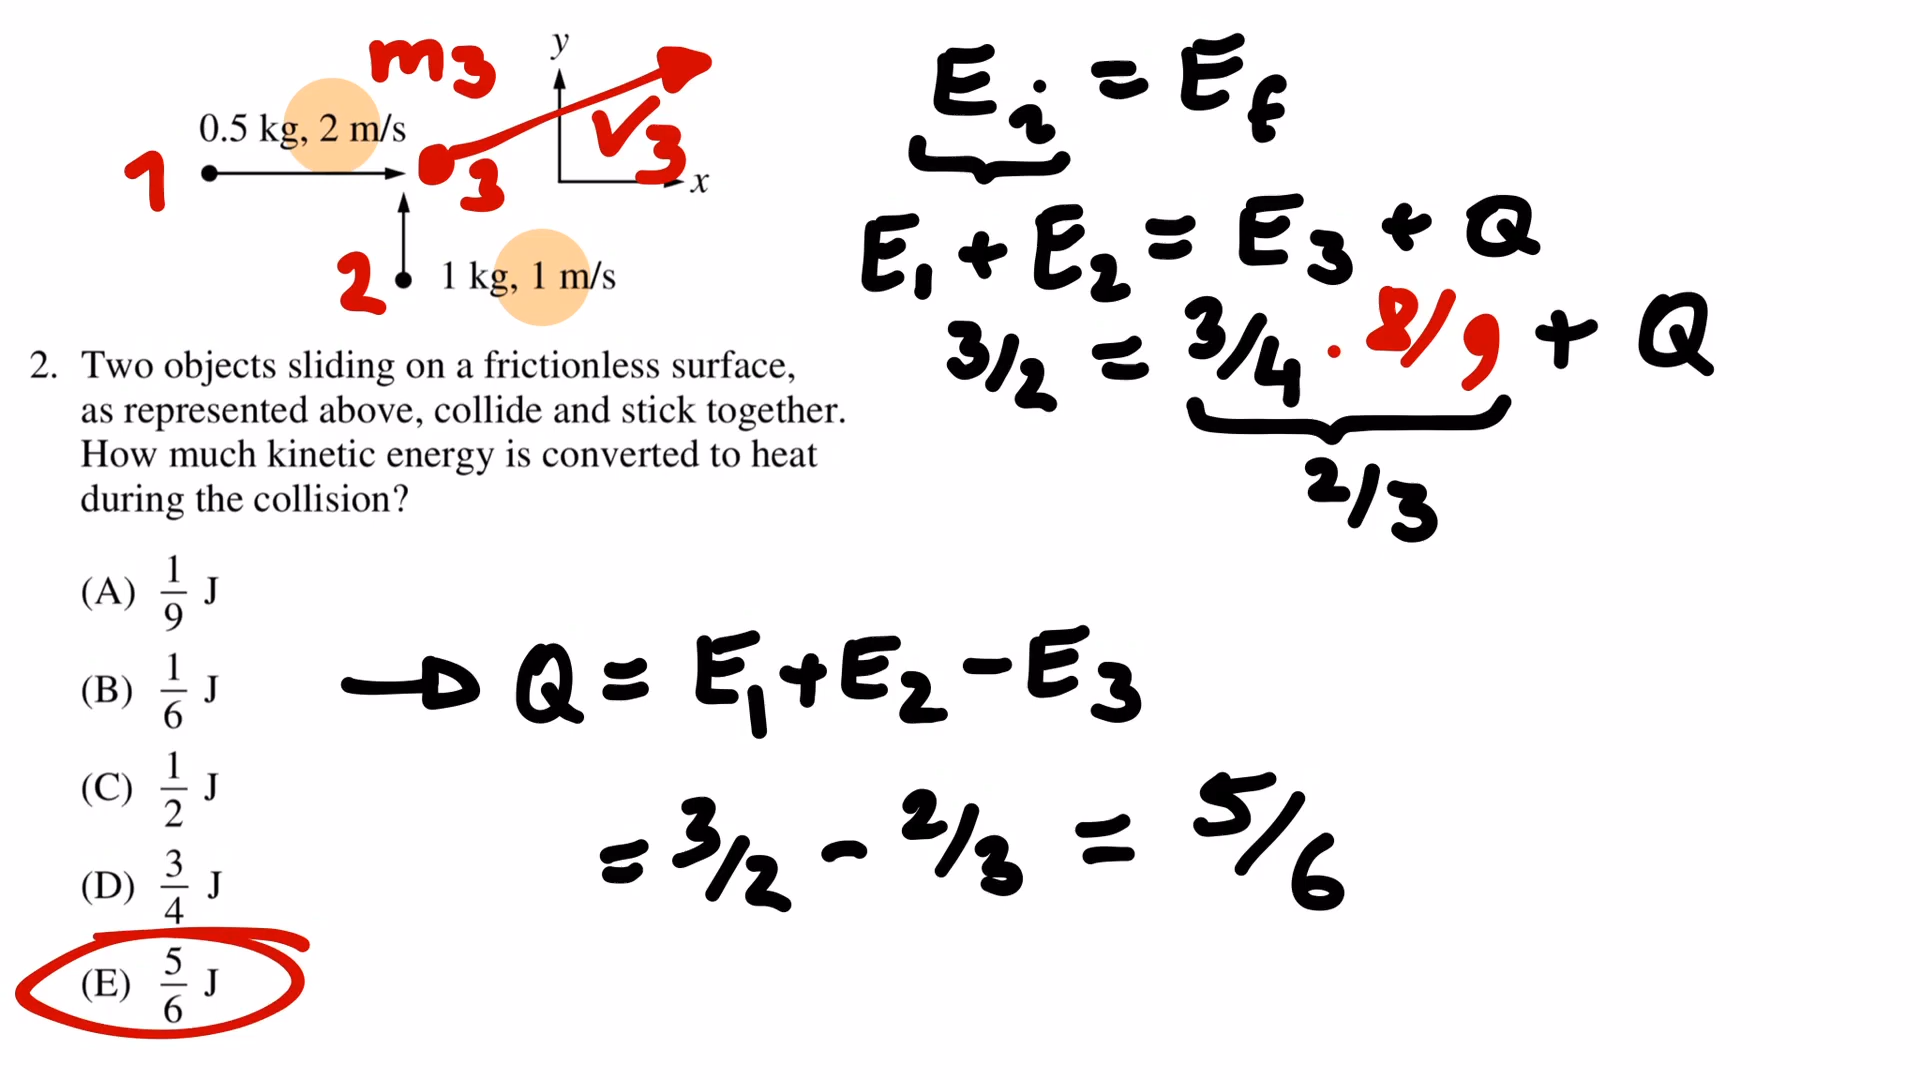 m3
y
0.5 kg, 2 m/s
v3
1
3
x
2
1 kg, 1 m/s
2. Two objects sliding on a frictionless surface,
as represented above, collide and stick together.
How much kinetic energy is converted to heat
during the collision?
(A) 1/9 J
(B) 1/6 J
(C) 1/2 J
(D) 3/4 J
(E) 5/6 J
Ei = Ef
E1 + E2 = E3 + Q
3/2 = 3/4 · 8/9 + Q
2/3
Q = E1 + E2 - E3
= 3/2 - 2/3 = 5/6